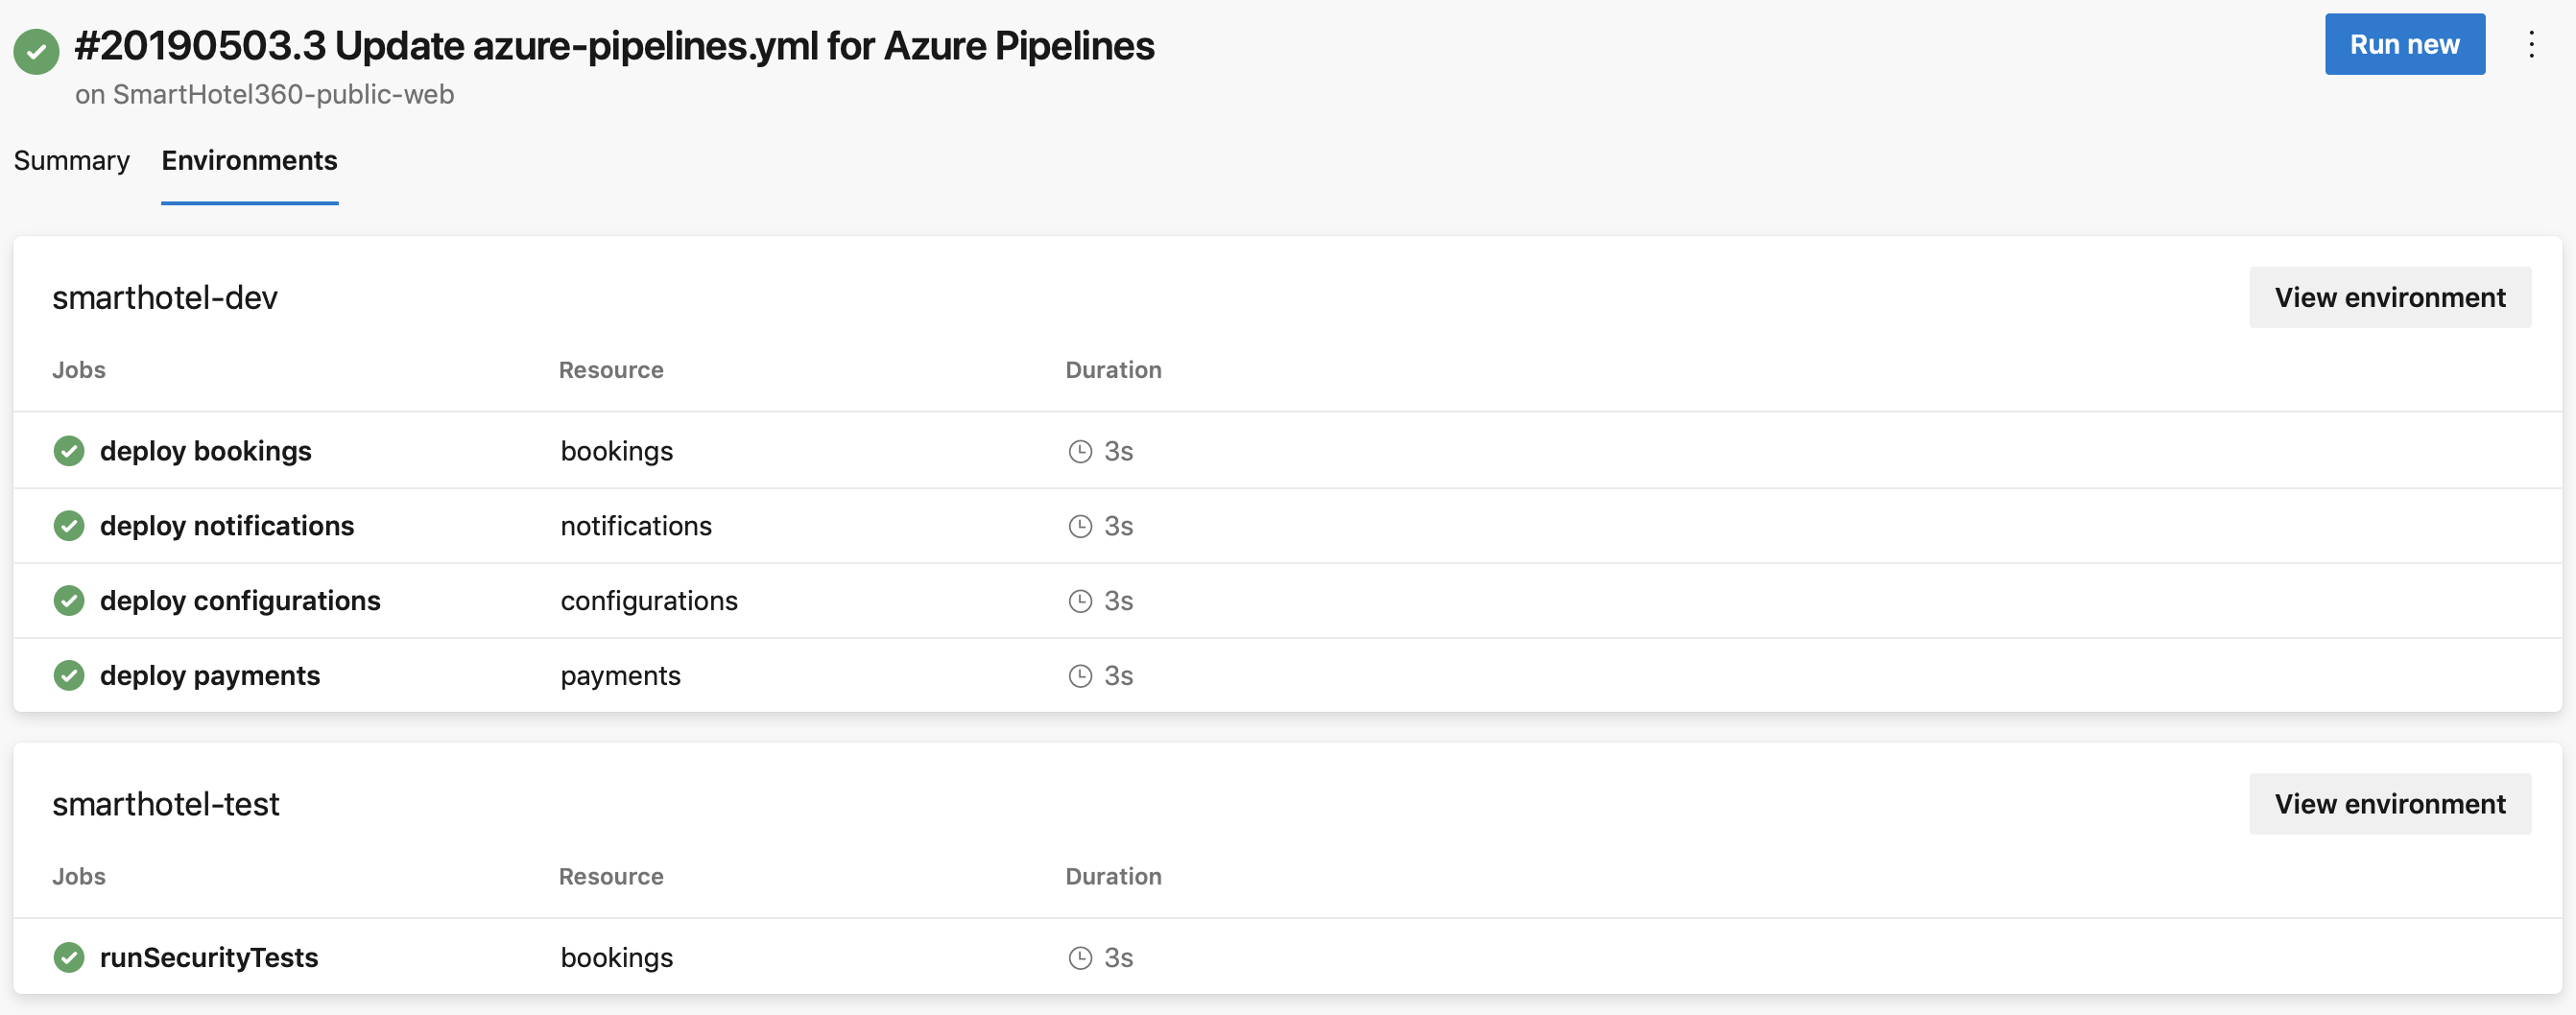 #20190503.3 Update azure-pipelines.yml for Azure Pipelines
Run new
on SmartHotel360-public-web
Summary Environments
smarthotel-dev
View environment
Jobs Resource Duration
deploy bookings bookings 3s
deploy notifications notifications 3s
deploy configurations configurations 3s
deploy payments payments 3s
smarthotel-test
View environment
Jobs Resource Duration
runSecurityTests bookings 3s